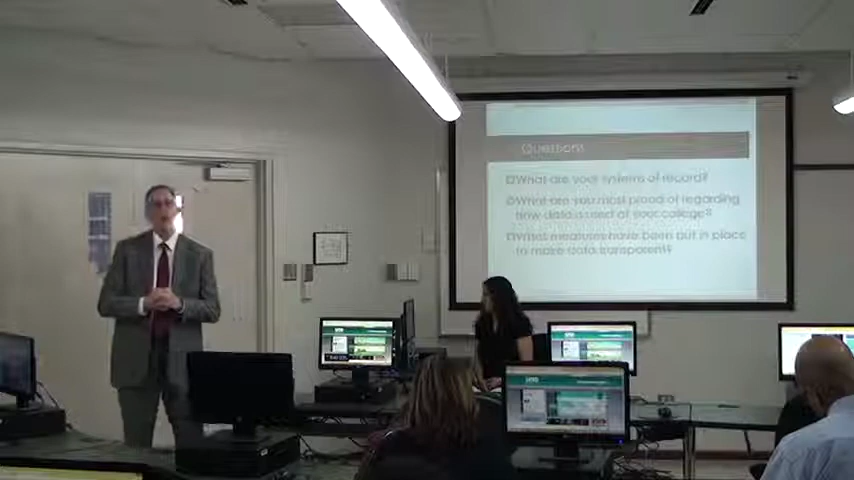 Questions
What are your systems of record?
What are you most proud of regarding
how data is used at your college?
What measures have been put in place
to make data transparent?